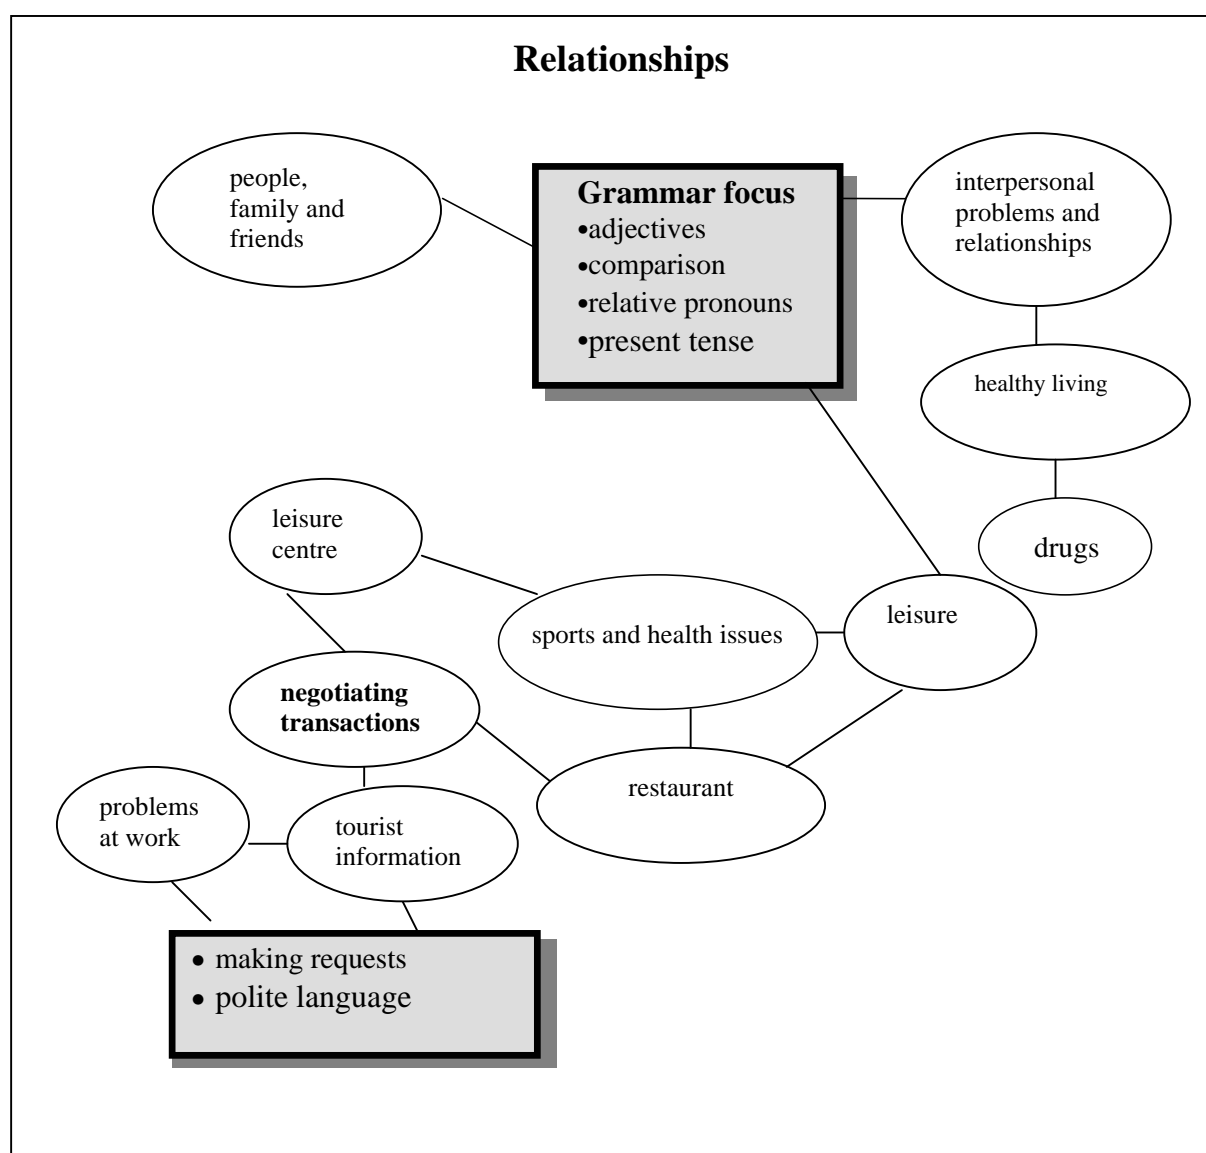 Relationships
people,
family and
friends
Grammar focus
•adjectives
•comparison
•relative pronouns
•present tense
interpersonal
problems and
relationships
healthy living
drugs
leisure
centre
sports and health issues
leisure
negotiating
transactions
restaurant
problems
at work
tourist
information
• making requests
• polite language